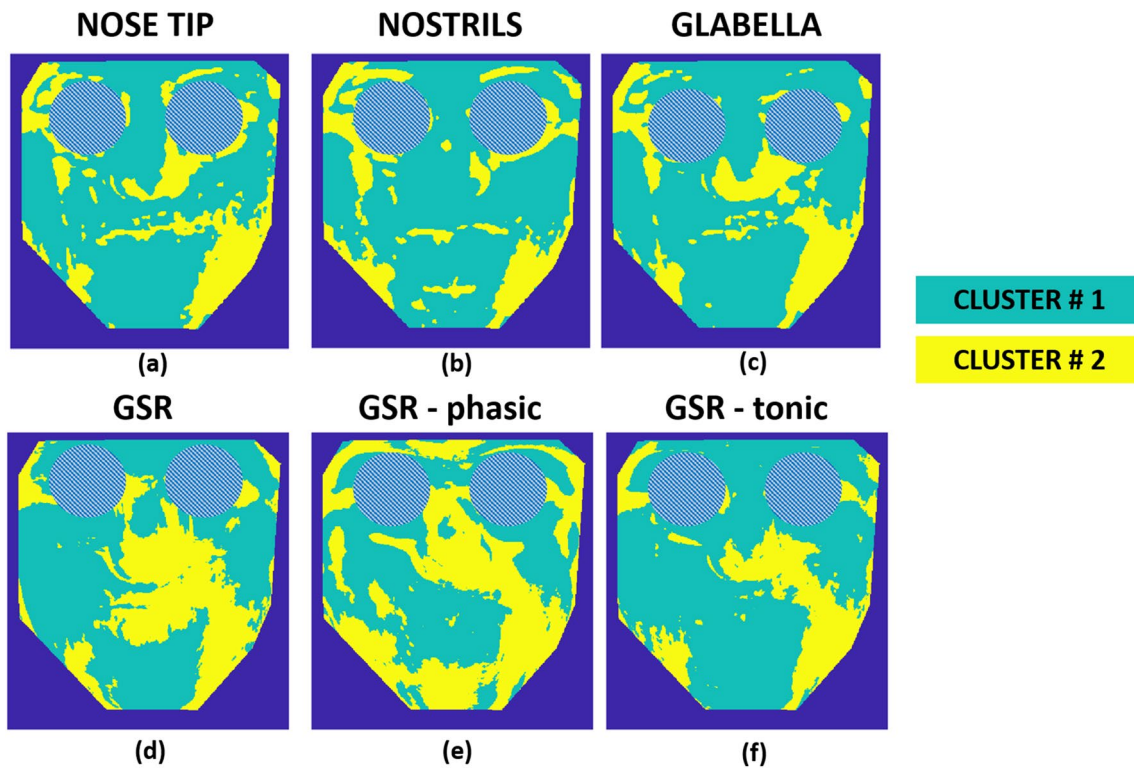 NOSE TIP
NOSTRILS
GLABELLA
(a)
(b)
(c)
CLUSTER # 1
CLUSTER # 2
GSR
GSR - phasic
GSR - tonic
(d)
(e)
(f)